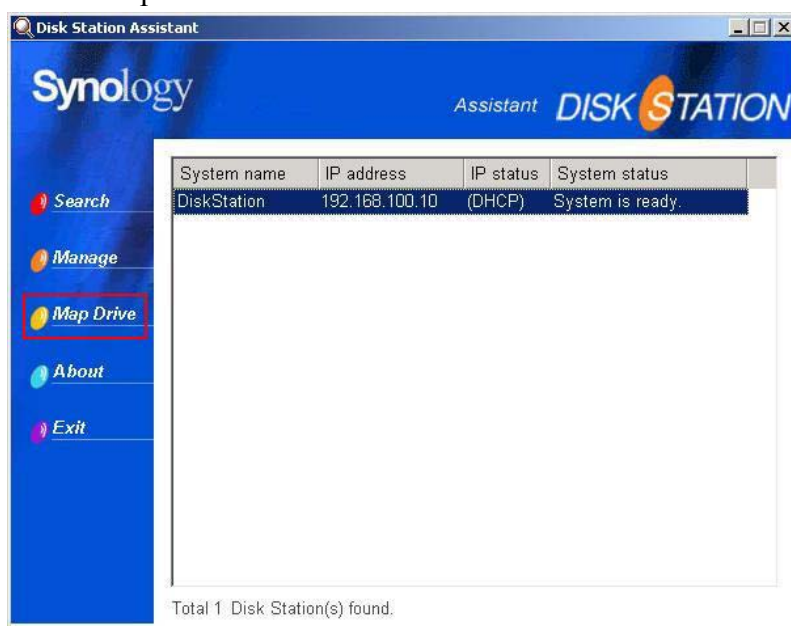 Disk Station Assistant
Synology
Assistant DISK STATION
System name IP address IP status System status
DiskStation 192.168.100.10 (DHCP) System is ready.
Search
Manage
Map Drive
About
Exit
Total 1 Disk Station(s) found.